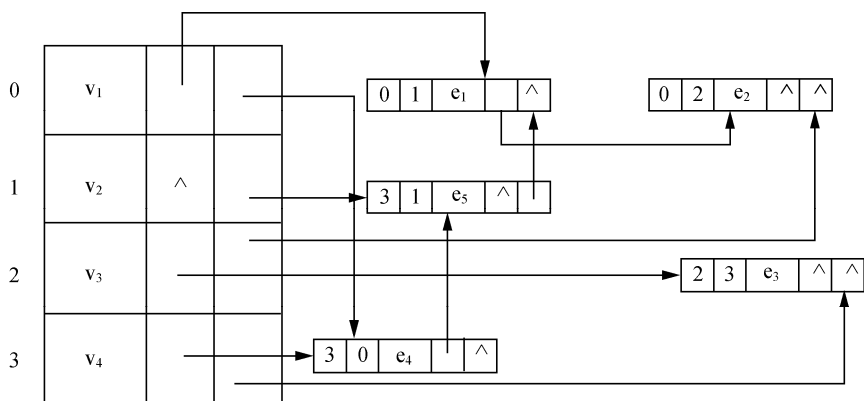 0 v₁ 0 1 e₁ ^ 0 2 e₂ ^ ^
1 v₂ ^ 3 1 e₅ ^
2 v₃ 2 3 e₃ ^ ^
3 v₄ 3 0 e₄ ^